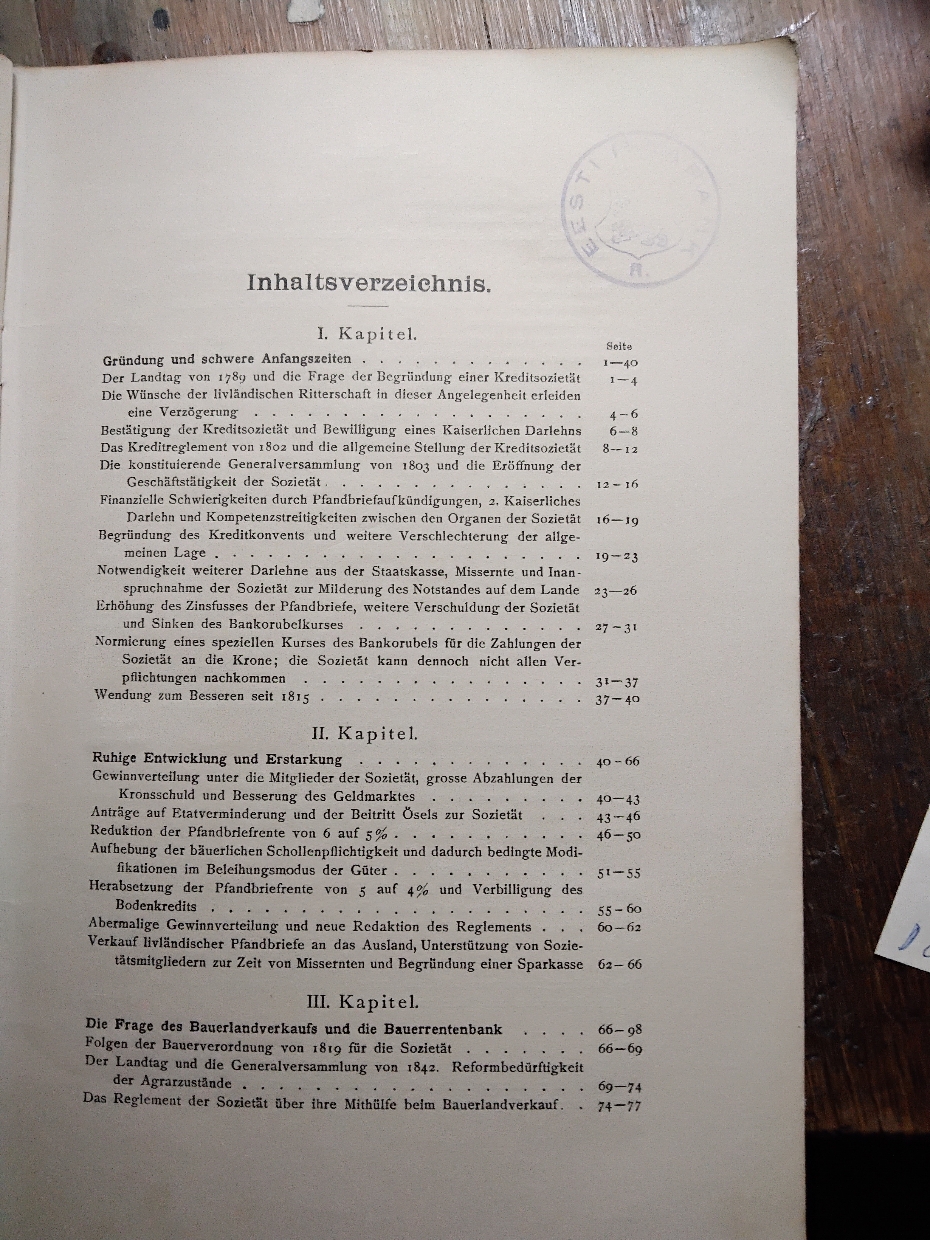 EESTI
R.
Inhaltsverzeichnis.
I. Kapitel.
Seite
Gründung und schwere Anfangszeiten . . . . . . . . . . . . 1—40
Der Landtag von 1789 und die Frage der Begründung einer Kreditsozietät 1—4
Die Wünsche der livländischen Ritterschaft in dieser Angelegenheit erleiden
eine Verzögerung . . . . . . . . . . . . . . . . . . 4—6
Bestätigung der Kreditsozietät und Bewilligung eines Kaiserlichen Darlehns 6—8
Das Kreditreglement von 1802 und die allgemeine Stellung der Kreditsozietät 8—12
Die konstituierende Generalversammlung von 1803 und die Eröffnung der
Geschäftstätigkeit der Sozietät . . . . . . . . . . . . . . 12—16
Finanzielle Schwierigkeiten durch Pfandbriefaufkündigungen, 2. Kaiserliches
Darlehn und Kompetenzstreitigkeiten zwischen den Organen der Sozietät 16—19
Begründung des Kreditkonvents und weitere Verschlechterung der allge-
meinen Lage . . . . . . . . . . . . . . . . . . . . 19—23
Notwendigkeit weiterer Darlehne aus der Staatskasse, Missernte und Inan-
spruchnahme der Sozietät zur Milderung des Notstandes auf dem Lande 23—26
Erhöhung des Zinsfusses der Pfandbriefe, weitere Verschuldung der Sozietät
und Sinken des Bankorubelkurses . . . . . . . . . . . . 27—31
Normierung eines speziellen Kurses des Bankorubels für die Zahlungen der
Sozietät an die Krone; die Sozietät kann dennoch nicht allen Ver-
pflichtungen nachkommen . . . . . . . . . . . . . . . 31—37
Wendung zum Besseren seit 1815 . . . . . . . . . . . . . . 37—40
II. Kapitel.
Ruhige Entwicklung und Erstarkung . . . . . . . . . . . . 40—66
Gewinnverteilung unter die Mitglieder der Sozietät, grosse Abzahlungen der
Kronsschuld und Besserung des Geldmarktes . . . . . . . . . 40—43
Anträge auf Etatverminderung und der Beitritt Ösels zur Sozietät . . . 43—46
Reduktion der Pfandbriefrente von 6 auf 5% . . . . . . . . . . . 46—50
Aufhebung der bäuerlichen Schollenpflichtigkeit und dadurch bedingte Modi-
fikationen im Beleihungsmodus der Güter . . . . . . . . . . . 51—55
Herabsetzung der Pfandbriefrente von 5 auf 4% und Verbilligung des
Bodenkredits . . . . . . . . . . . . . . . . . . . . . 55—60
Abermalige Gewinnverteilung und neue Redaktion des Reglements . . . 60—62
Verkauf livländischer Pfandbriefe an das Ausland, Unterstützung von Sozie-
tätsmitgliedern zur Zeit von Missernten und Begründung einer Sparkasse 62—66
III. Kapitel.
Die Frage des Bauerlandverkaufs und die Bauerrentenbank . . . . 66—98
Folgen der Bauerverordnung von 1819 für die Sozietät . . . . . . . 66—69
Der Landtag und die Generalversammlung von 1842. Reformbedürftigkeit
der Agrarzustände . . . . . . . . . . . . . . . . . . . 69—74
Das Reglement der Sozietät über ihre Mithülfe beim Bauerlandverkauf . . 74—77